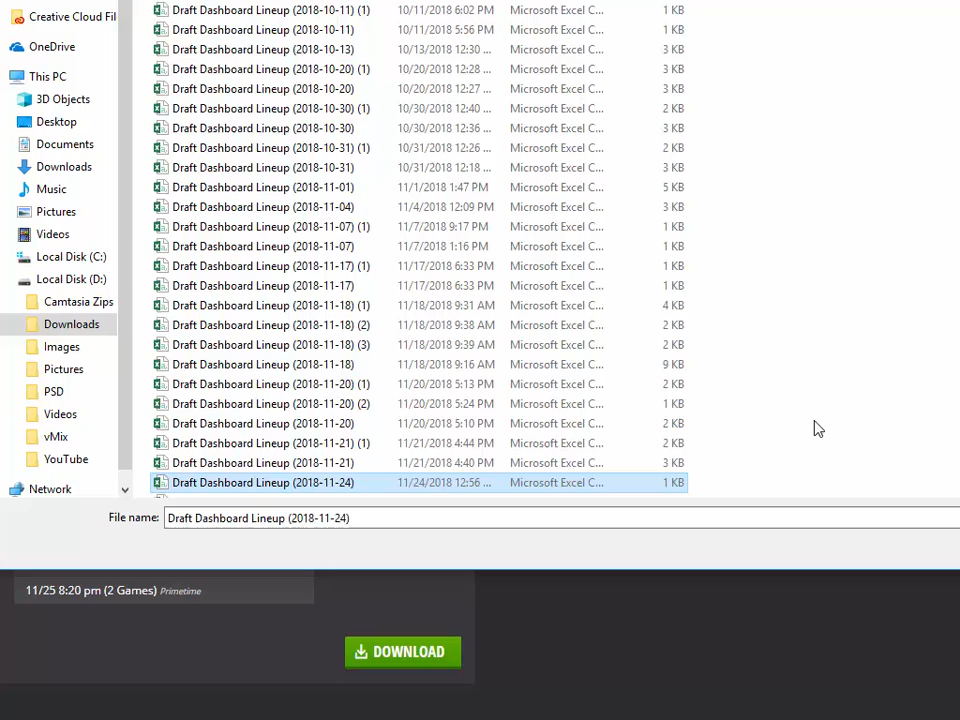 Creative Cloud Fil
OneDrive
This PC
3D Objects
Desktop
Documents
Downloads
Music
Pictures
Videos
Local Disk (C:)
Local Disk (D:)
Camtasia Zips
Downloads
Images
Pictures
PSD
Videos
vMix
YouTube
Network
Draft Dashboard Lineup (2018-10-11) (1) 10/11/2018 6:02 PM Microsoft Excel C... 1 KB
Draft Dashboard Lineup (2018-10-11) 10/11/2018 5:56 PM Microsoft Excel C... 1 KB
Draft Dashboard Lineup (2018-10-13) 10/13/2018 12:30 ... Microsoft Excel C... 3 KB
Draft Dashboard Lineup (2018-10-20) (1) 10/20/2018 12:28 ... Microsoft Excel C... 3 KB
Draft Dashboard Lineup (2018-10-20) 10/20/2018 12:27 ... Microsoft Excel C... 3 KB
Draft Dashboard Lineup (2018-10-30) (1) 10/30/2018 12:40 ... Microsoft Excel C... 2 KB
Draft Dashboard Lineup (2018-10-30) 10/30/2018 12:36 ... Microsoft Excel C... 3 KB
Draft Dashboard Lineup (2018-10-31) (1) 10/31/2018 12:26 ... Microsoft Excel C... 2 KB
Draft Dashboard Lineup (2018-10-31) 10/31/2018 12:18 ... Microsoft Excel C... 3 KB
Draft Dashboard Lineup (2018-11-01) 11/1/2018 1:47 PM Microsoft Excel C... 5 KB
Draft Dashboard Lineup (2018-11-04) 11/4/2018 12:09 PM Microsoft Excel C... 3 KB
Draft Dashboard Lineup (2018-11-07) (1) 11/7/2018 9:17 PM Microsoft Excel C... 1 KB
Draft Dashboard Lineup (2018-11-07) 11/7/2018 1:16 PM Microsoft Excel C... 1 KB
Draft Dashboard Lineup (2018-11-17) (1) 11/17/2018 6:33 PM Microsoft Excel C... 1 KB
Draft Dashboard Lineup (2018-11-17) 11/17/2018 6:33 PM Microsoft Excel C... 1 KB
Draft Dashboard Lineup (2018-11-18) (1) 11/18/2018 9:31 AM Microsoft Excel C... 4 KB
Draft Dashboard Lineup (2018-11-18) (2) 11/18/2018 9:38 AM Microsoft Excel C... 2 KB
Draft Dashboard Lineup (2018-11-18) (3) 11/18/2018 9:39 AM Microsoft Excel C... 2 KB
Draft Dashboard Lineup (2018-11-18) 11/18/2018 9:16 AM Microsoft Excel C... 9 KB
Draft Dashboard Lineup (2018-11-20) (1) 11/20/2018 5:13 PM Microsoft Excel C... 2 KB
Draft Dashboard Lineup (2018-11-20) (2) 11/20/2018 5:24 PM Microsoft Excel C... 1 KB
Draft Dashboard Lineup (2018-11-20) 11/20/2018 5:10 PM Microsoft Excel C... 2 KB
Draft Dashboard Lineup (2018-11-21) (1) 11/21/2018 4:44 PM Microsoft Excel C... 2 KB
Draft Dashboard Lineup (2018-11-21) 11/21/2018 4:40 PM Microsoft Excel C... 3 KB
Draft Dashboard Lineup (2018-11-24) 11/24/2018 12:56 ... Microsoft Excel C... 1 KB
File name: Draft Dashboard Lineup (2018-11-24)
11/25 8:20 pm (2 Games) Primetime
DOWNLOAD